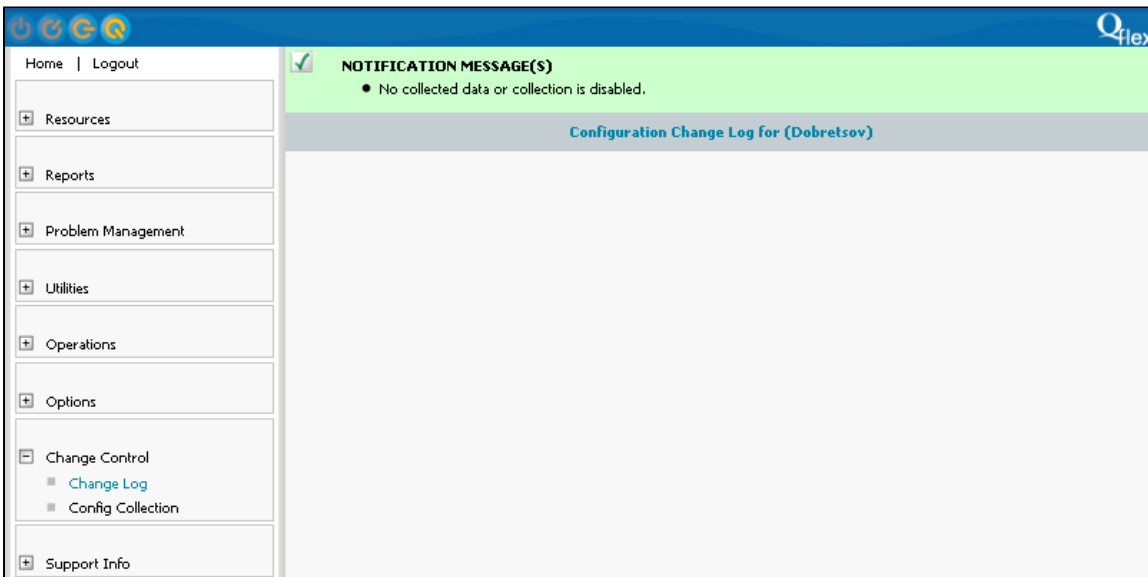 Qflex
Home | Logout
Resources
Reports
Problem Management
Utilities
Operations
Options
Change Control
Change Log
Config Collection
Support Info
NOTIFICATION MESSAGE(S)
• No collected data or collection is disabled.
Configuration Change Log for (Dobretsov)